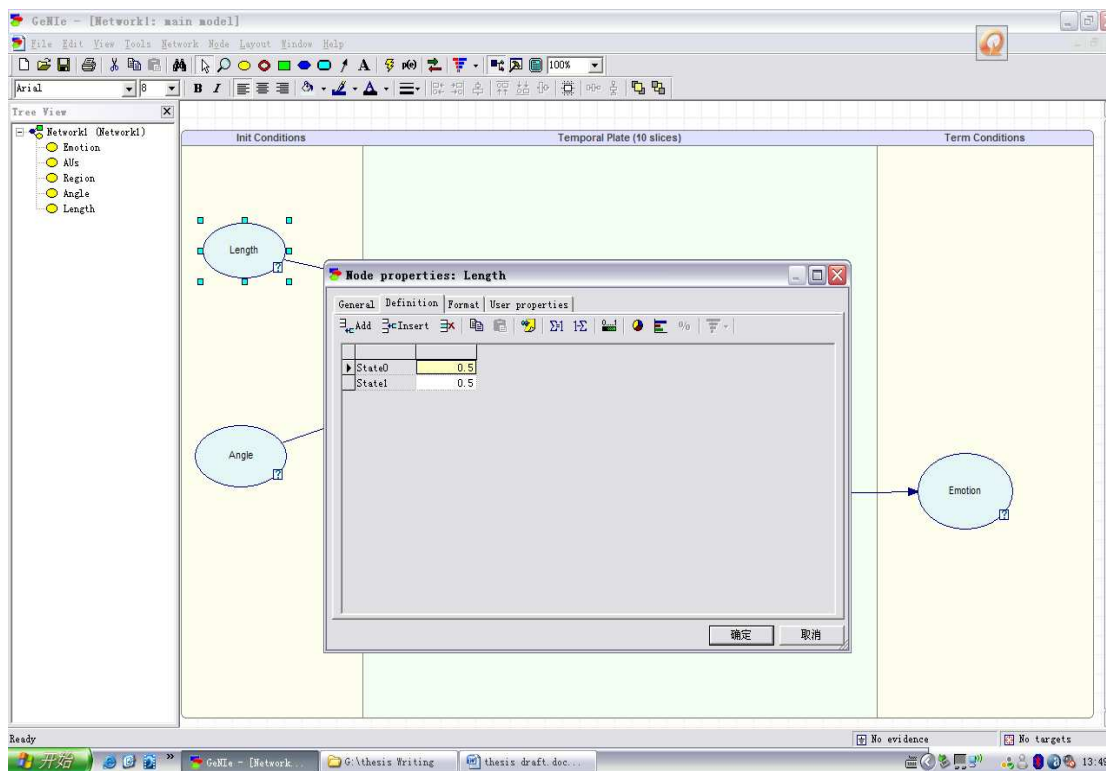 GeNIe - [Network1: main model]
File Edit View Tools Network Node Layout Window Help
100%
Arial 8 B I
Tree View
Network1 (Network1)
Emotion
AUs
Region
Angle
Length
Init Conditions Temporal Plate (10 slices) Term Conditions
Length
Node properties: Length
General Definition Format User properties
Add Insert
State0 0.5
State1 0.5
Angle
Emotion
确定 取消
Ready No evidence No targets
开始 GeNIe - [Network... G:\thesis Writing thesis draft.doc... 13:49